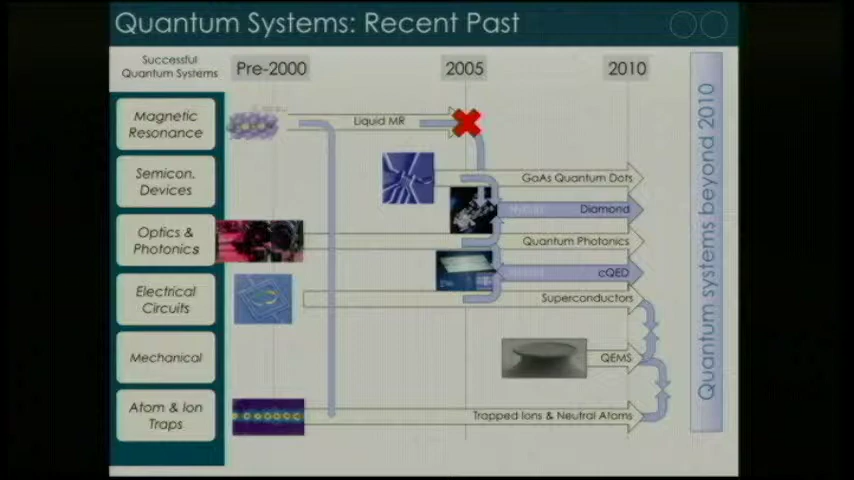 Quantum Systems: Recent Past
Successful
Quantum Systems
Pre-2000
2005
2010
Magnetic
Resonance
Liquid MR
Semicon.
Devices
GaAs Quantum Dots
Hybrid
Diamond
Optics &
Photonics
Quantum Photonics
cQED
Electrical
Circuits
Superconductors
Mechanical
QEMS
Atom & Ion
Traps
Trapped Ions & Neutral Atoms
Quantum systems beyond 2010